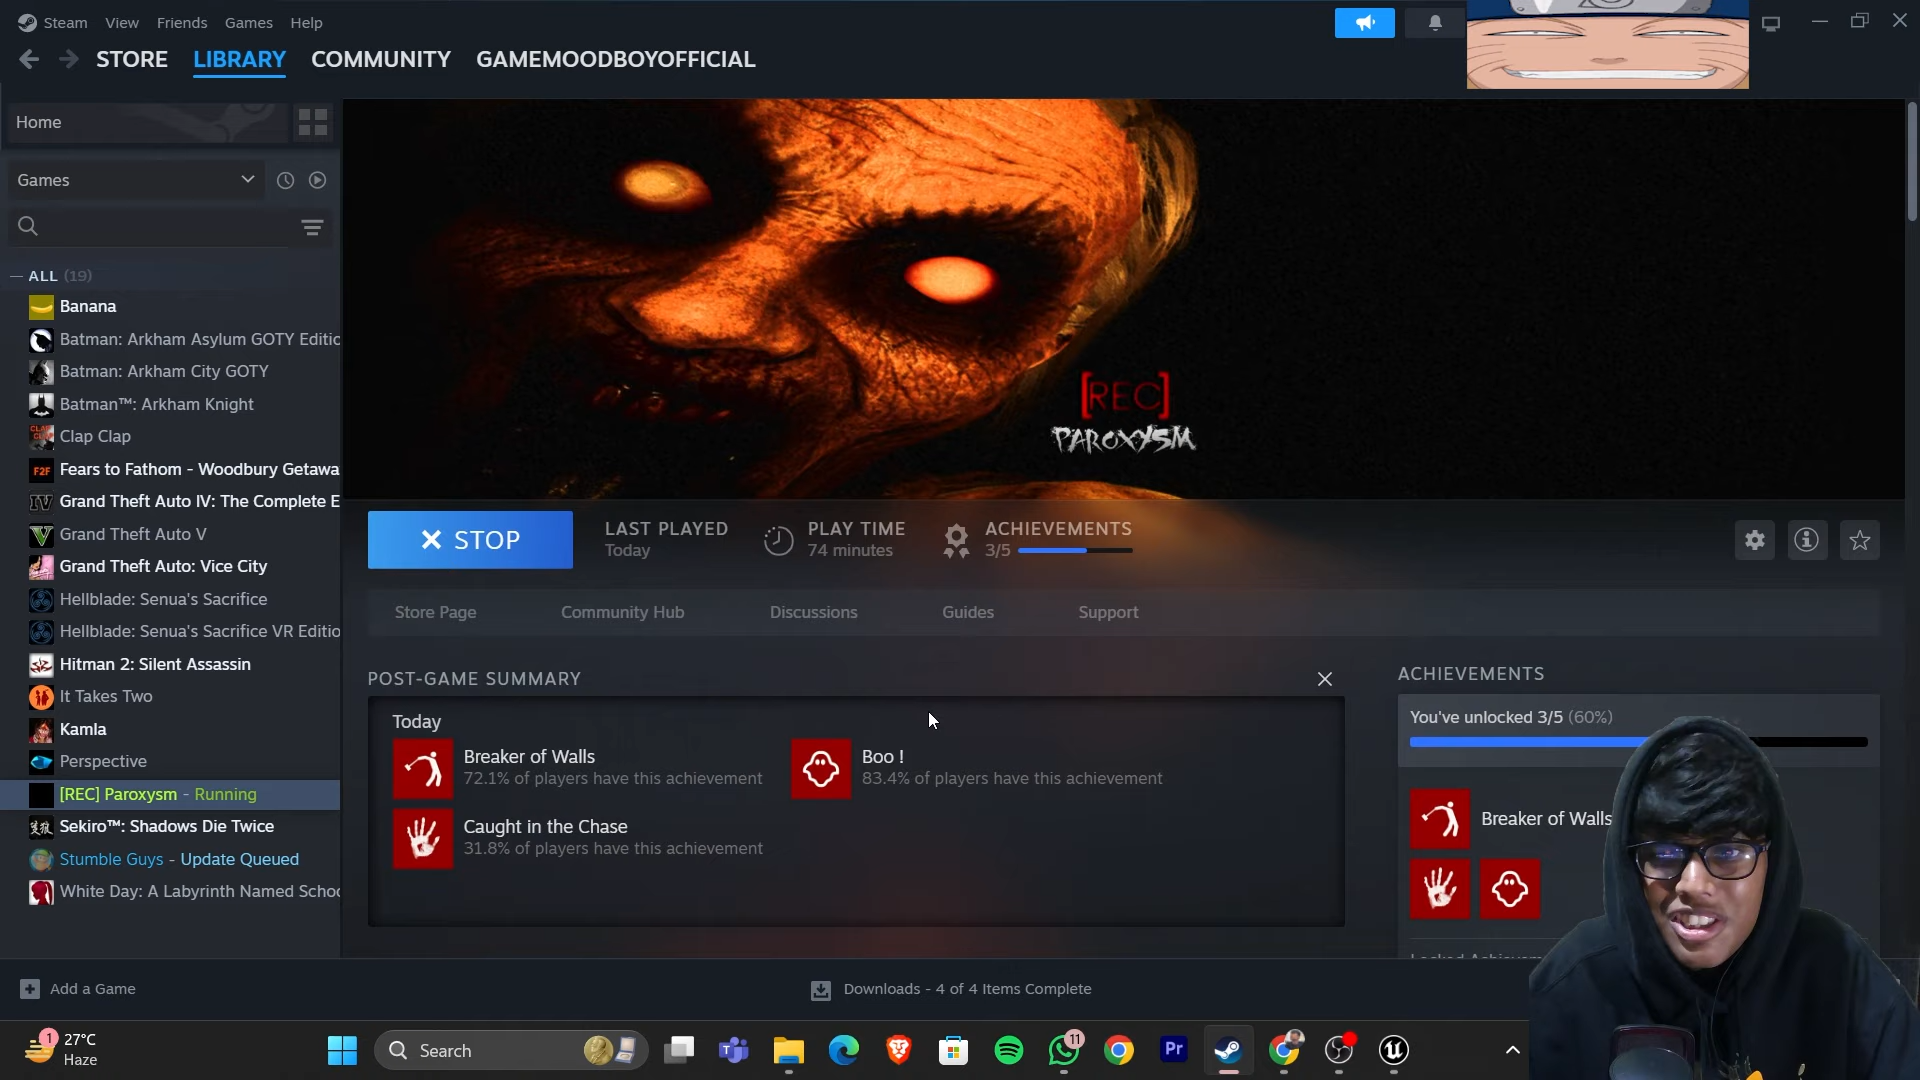 Steam View Friends Games Help
STORE LIBRARY COMMUNITY GAMEMOODBOYOFFICIAL
Home
Games
— ALL (19)
Banana
Batman: Arkham Asylum GOTY Editic
Batman: Arkham City GOTY
Batman™: Arkham Knight
Clap Clap
F2F Fears to Fathom - Woodbury Getawa
IV Grand Theft Auto IV: The Complete E
V Grand Theft Auto V
Grand Theft Auto: Vice City
Hellblade: Senua's Sacrifice
Hellblade: Senua's Sacrifice VR Editio
Hitman 2: Silent Assassin
It Takes Two
Kamla
Perspective
[REC] Paroxysm - Running
Sekiro™: Shadows Die Twice
Stumble Guys - Update Queued
White Day: A Labyrinth Named Schoo
Add a Game
[REC]
PAROXYSM
STOP
LAST PLAYED
Today
PLAY TIME
74 minutes
ACHIEVEMENTS
3/5
Store Page Community Hub Discussions Guides Support
POST-GAME SUMMARY
Today
Breaker of Walls
72.1% of players have this achievement
Boo !
83.4% of players have this achievement
Caught in the Chase
31.8% of players have this achievement
ACHIEVEMENTS
You've unlocked 3/5 (60%)
Breaker of Walls
Downloads - 4 of 4 Items Complete
1
27°C
Haze
Search
11
Pr